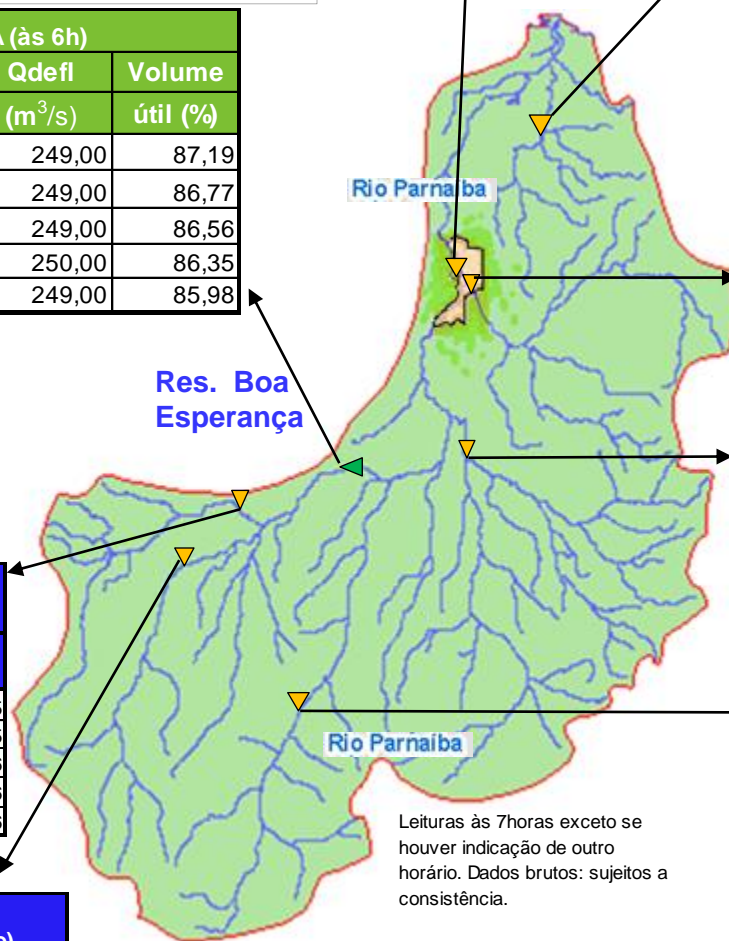 A (às 6h)
Qdefl Volume
(m³/s) útil (%)
249,00 87,19
249,00 86,77
249,00 86,56
250,00 86,35
249,00 85,98
Rio Parnaíba
Res. Boa
Esperança
Rio Parnaíba
Leituras às 7horas exceto se
houver indicação de outro
horário. Dados brutos: sujeitos a
consistência.